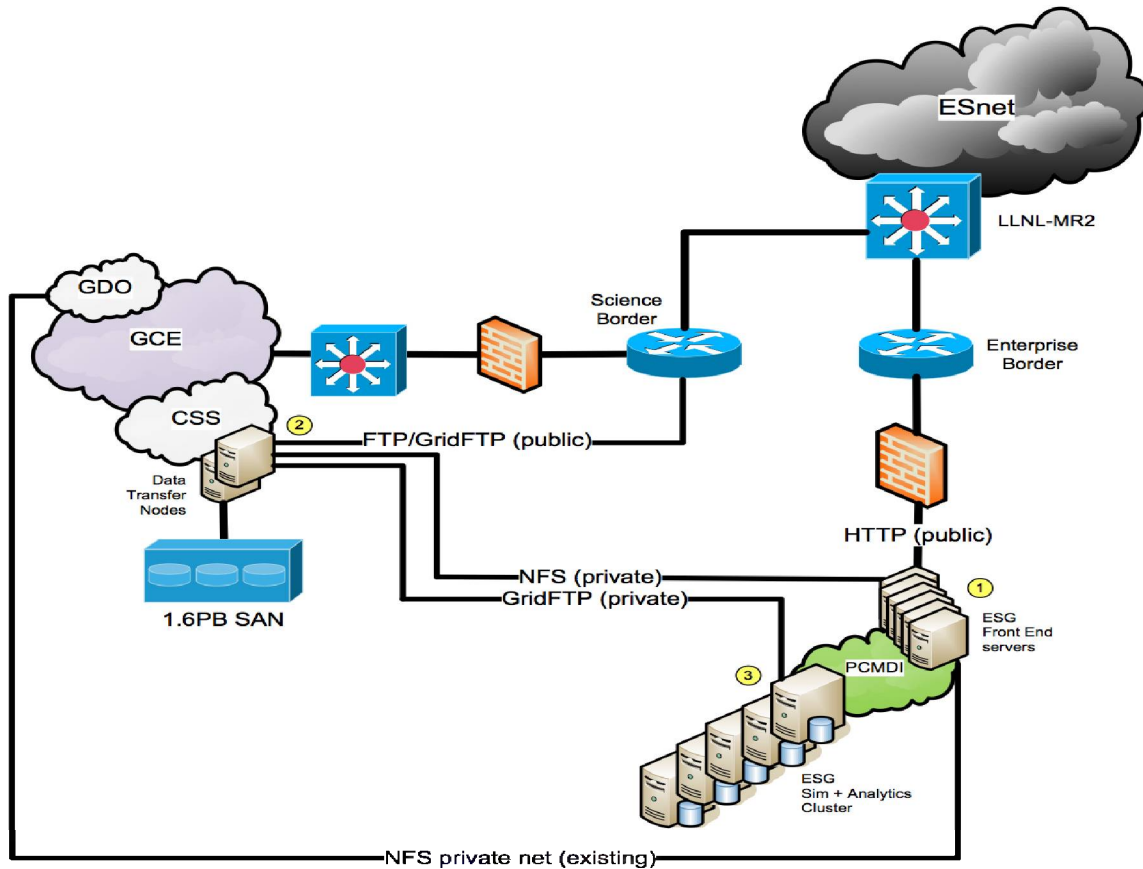 ESnet
LLNL-MR2
GDO
Science
Border
GCE
Enterprise
Border
CSS
2
FTP/GridFTP (public)
Data
Transfer
Nodes
HTTP (public)
NFS (private)
GridFTP (private)
1
1.6PB SAN
ESG
Front End
servers
PCMDI
3
ESG
Sim + Analytics
Cluster
NFS private net (existing)